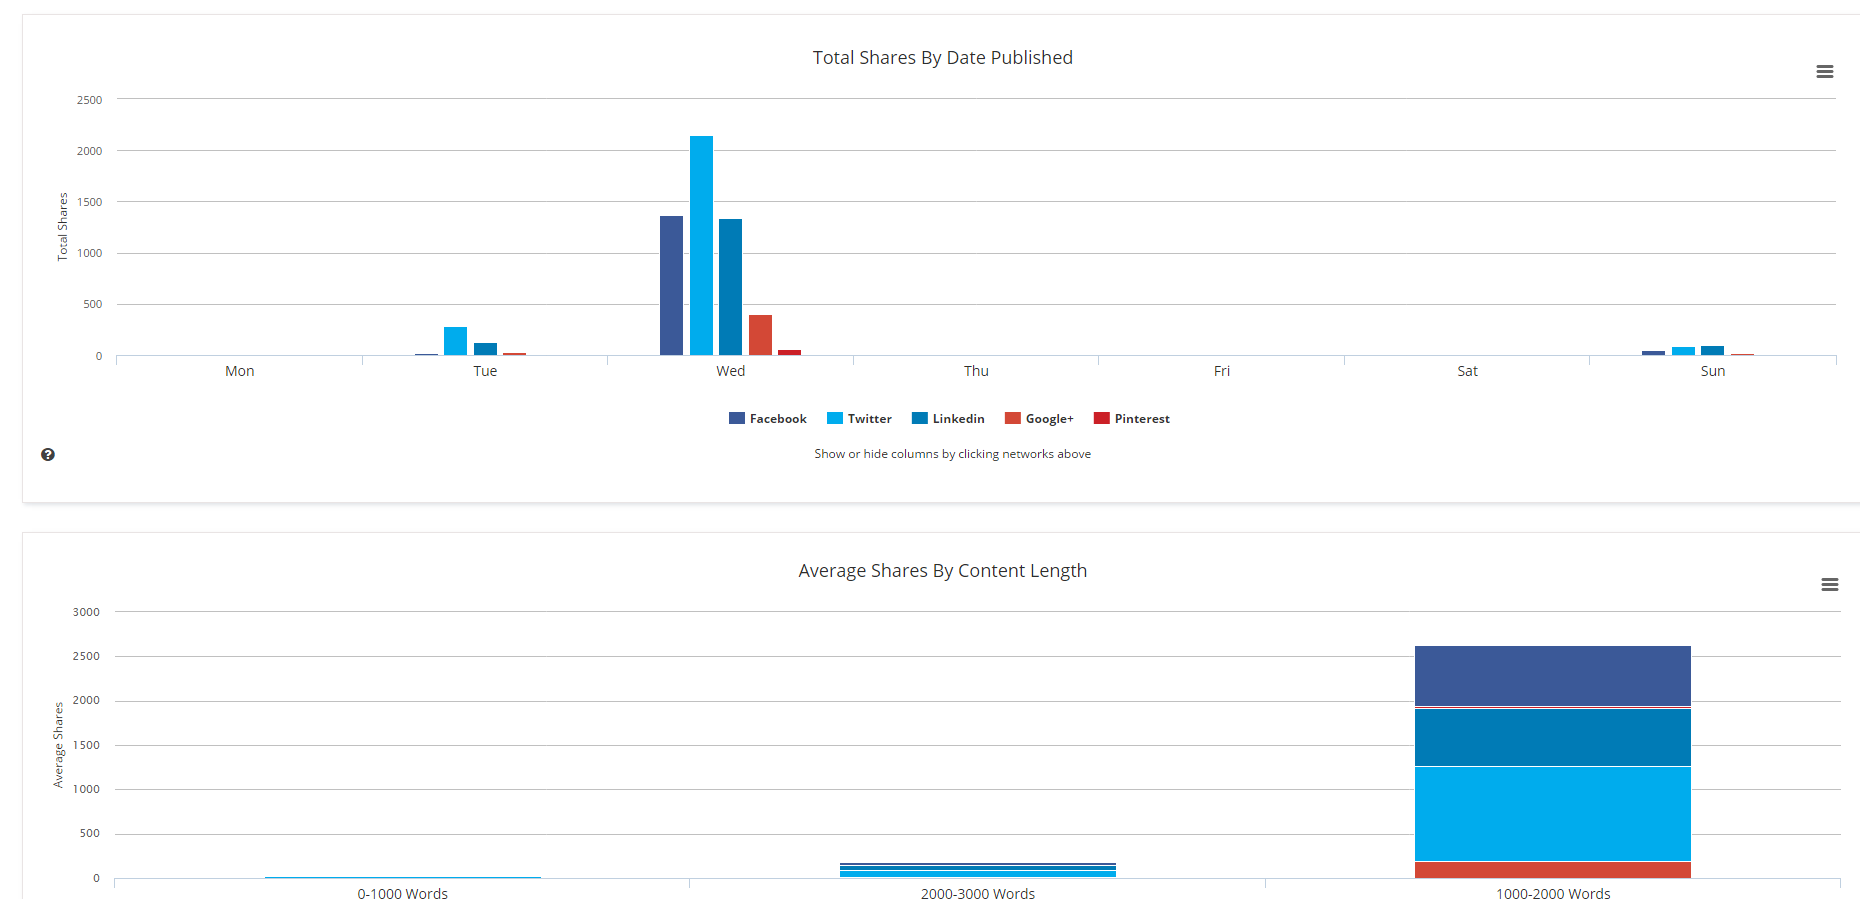 Total Shares By Date Published
2500
2000
1500
1000
500
0
Total Shares
Mon Tue Wed Thu Fri Sat Sun
Facebook Twitter Linkedin Google+ Pinterest
?
Show or hide columns by clicking networks above
Average Shares By Content Length
3000
2500
2000
1500
1000
500
0
Average Shares
0-1000 Words 2000-3000 Words 1000-2000 Words